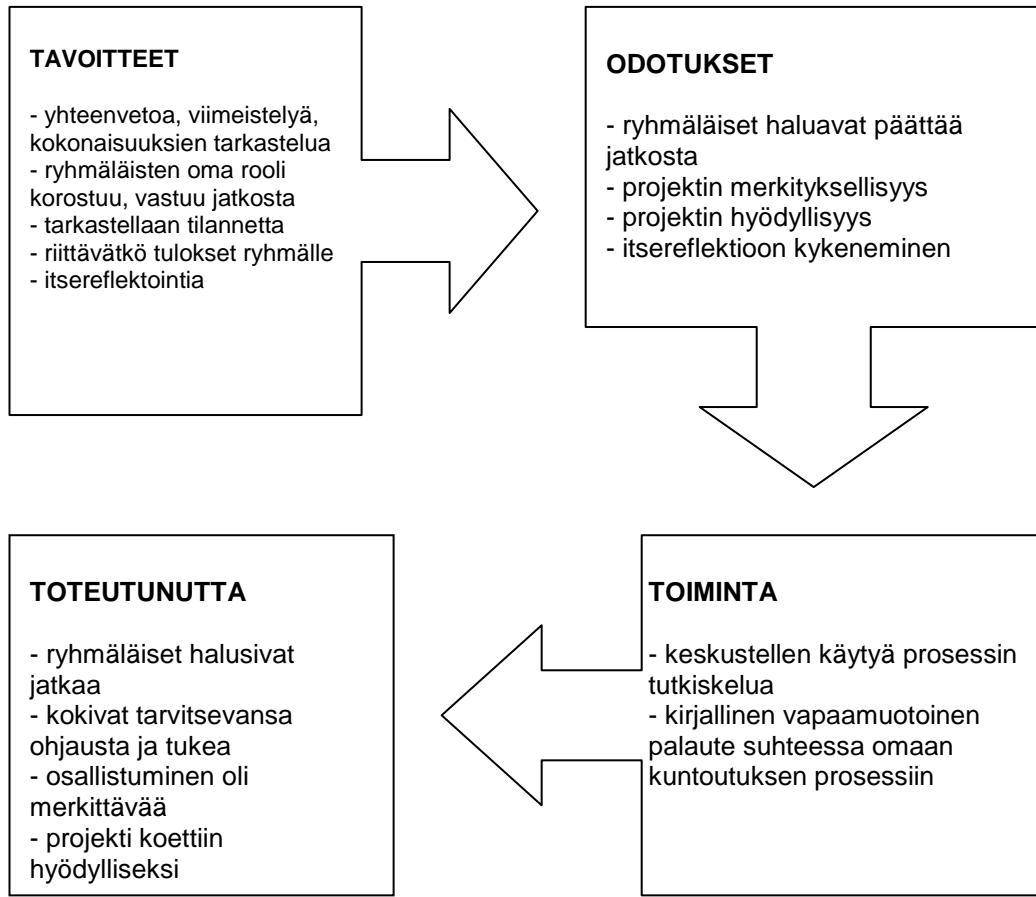 TAVOITTEET
- yhteenvetoa, viimeistelyä,
kokonaisuuksien tarkastelua
- ryhmäläisten oma rooli
korostuu, vastuu jatkosta
- tarkastellaan tilannetta
- riittävätkö tulokset ryhmälle
- itsereflektointia
ODOTUKSET
- ryhmäläiset haluavat päättää
jatkosta
- projektin merkityksellisyys
- projektin hyödyllisyys
- itsereflektioon kykeneminen
TOTEUTUNUTTA
- ryhmäläiset halusivat
jatkaa
- kokivat tarvitsevansa
ohjausta ja tukea
- osallistuminen oli
merkittävää
- projekti koettiin
hyödylliseksi
TOIMINTA
- keskustellen käytyä prosessin
tutkiskelua
- kirjallinen vapaamuotoinen
palaute suhteessa omaan
kuntoutuksen prosessiin